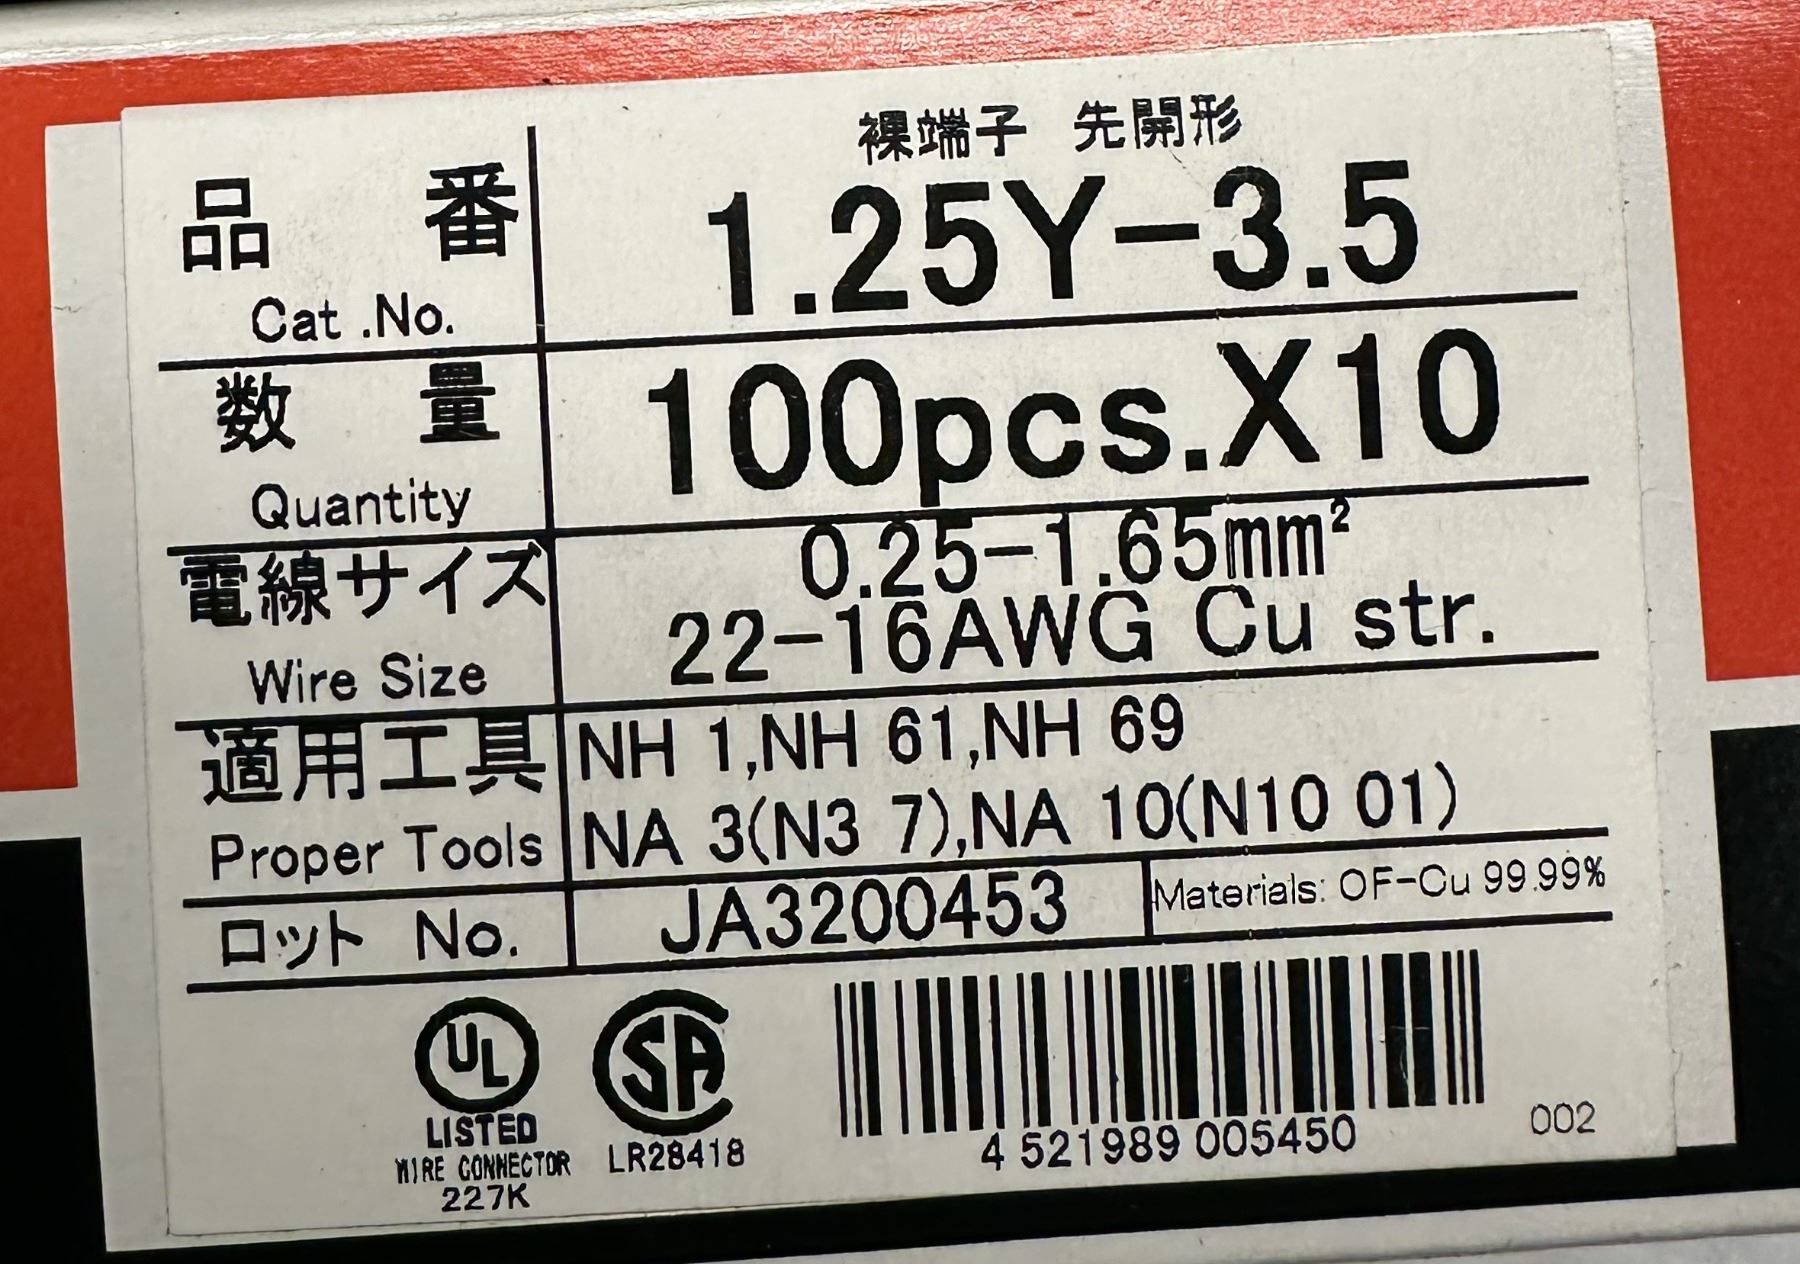 裸端子 先開形
品番 1.25Y-3.5
Cat .No.
数量 100pcs.X10
Quantity
電線サイズ 0.25-1.65mm²
Wire Size 22-16AWG Cu str.
適用工具 NH 1,NH 61,NH 69
Proper Tools NA 3(N3 7),NA 10(N10 01)
ロット No. JA3200453 Materials: OF-Cu 99.99%
UL SA
LISTED
WIRE CONNECTOR LR28418
227K
4 521989 005450 002